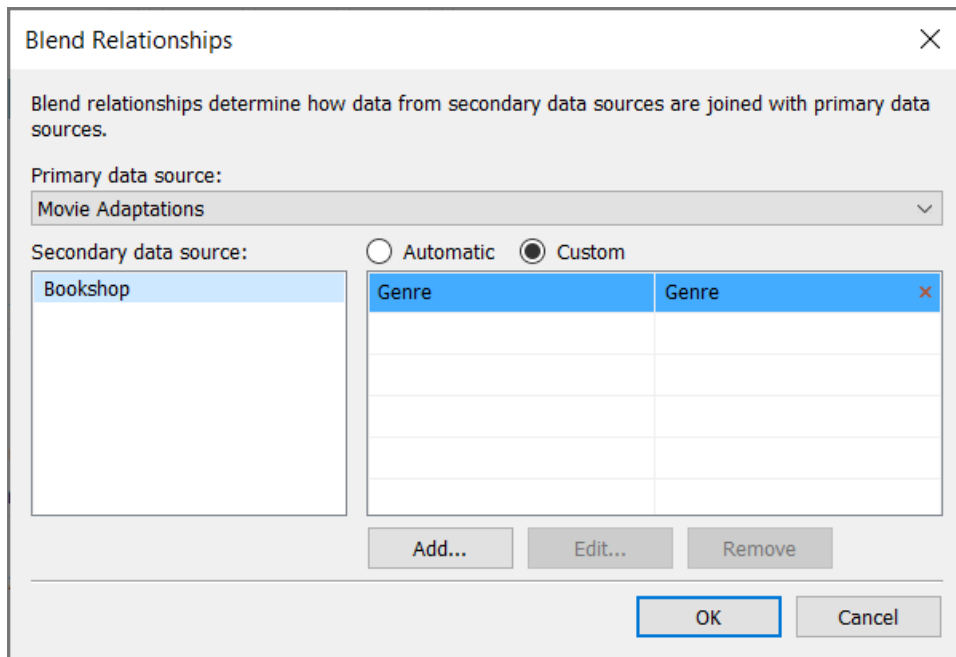 Blend Relationships
Blend relationships determine how data from secondary data sources are joined with primary data
sources.
Primary data source:
Movie Adaptations
Secondary data source:
Automatic
Custom
Bookshop
Genre
Genre
Add...
Edit...
Remove
OK
Cancel